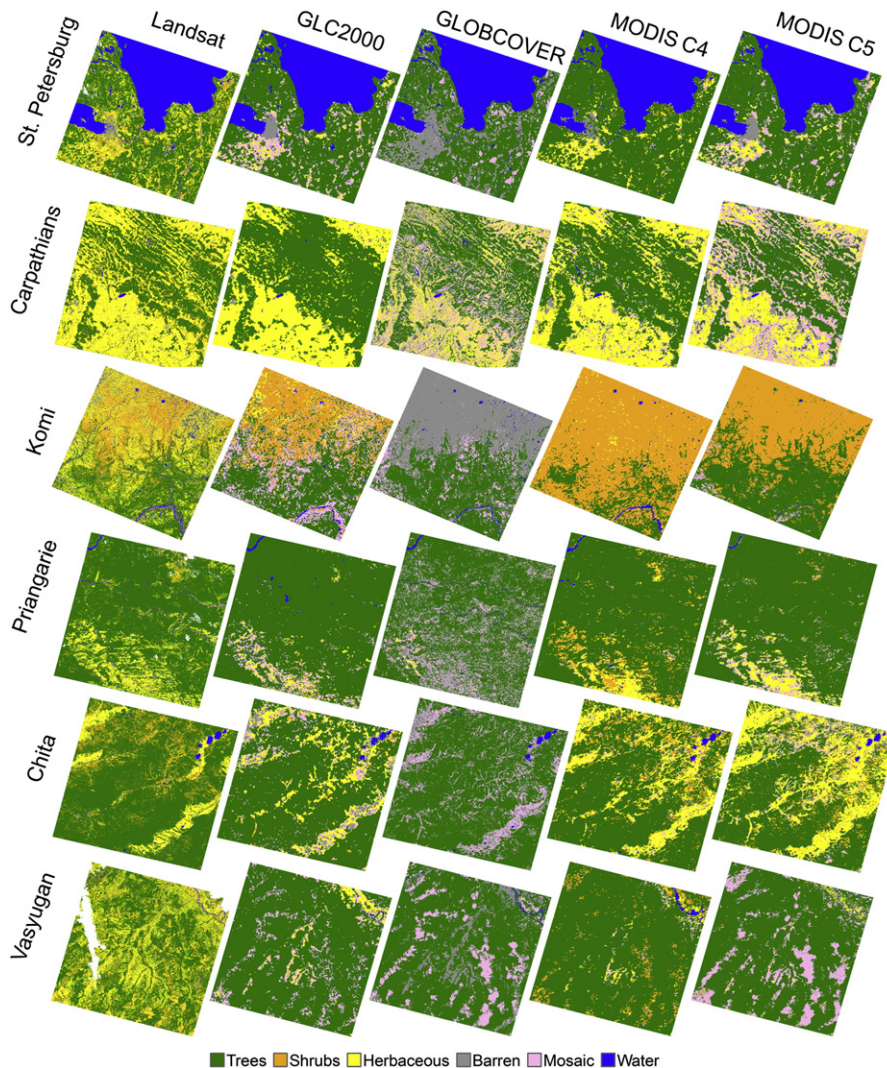 Landsat
GLC2000
GLOBCOVER
MODIS C4
MODIS C5
St. Petersburg
Carpathians
Komi
Priangarie
Chita
Vasyugan
Trees Shrubs Herbaceous Barren Mosaic Water